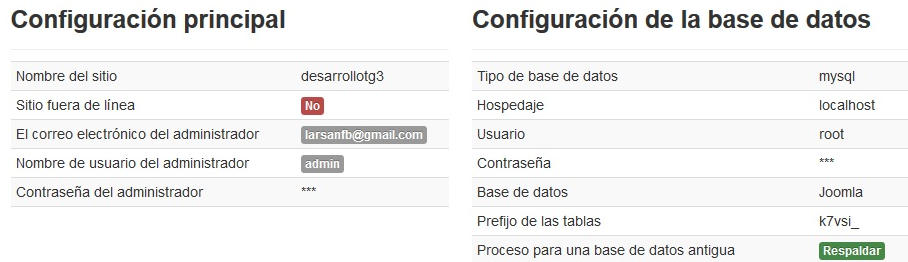 Configuración principal
Nombre del sitio desarrollotg3
Sitio fuera de línea No
El correo electrónico del administrador larsanfb@gmail.com
Nombre de usuario del administrador admin
Contraseña del administrador ***
Configuración de la base de datos
Tipo de base de datos mysql
Hospedaje localhost
Usuario root
Contraseña ***
Base de datos Joomla
Prefijo de las tablas k7vsi_
Proceso para una base de datos antigua Respaldar